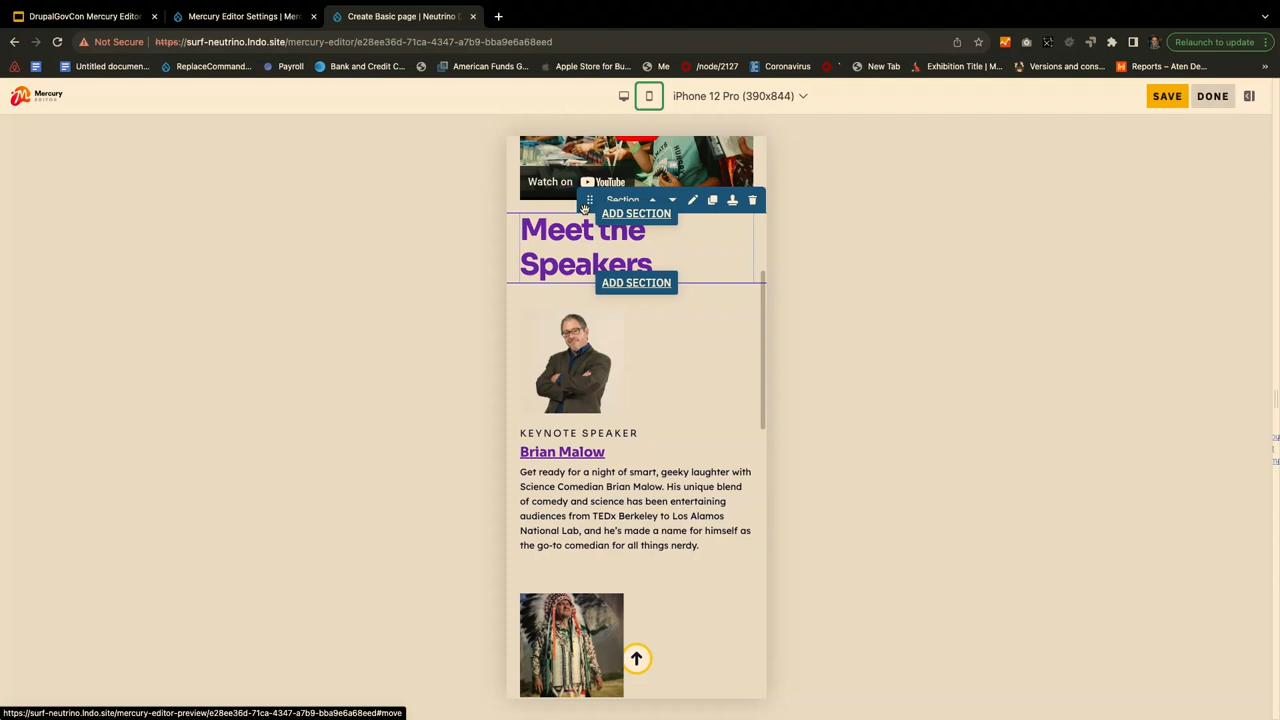 DrupalGovCon Mercury Editor
Mercury Editor Settings | Merc
Create Basic page | Neutrino [
Not Secure
https://surf-neutrino.lndo.site/mercury-editor/e28ee36d-71ca-4347-a7b9-bba9e6a68eed
Relaunch to update
Untitled documen...
ReplaceCommand...
Payroll
Bank and Credit C...
American Funds G...
Apple Store for Bu...
Me
/node/2127
Coronavirus
New Tab
Exhibition Title | M...
Versions and cons...
Reports – Aten De...
Mercury
EDITOR
iPhone 12 Pro (390x844)
SAVE
DONE
Watch on YouTube
Section
ADD SECTION
Meet the
Speakers
ADD SECTION
KEYNOTE SPEAKER
Brian Malow
Get ready for a night of smart, geeky laughter with
Science Comedian Brian Malow. His unique blend
of comedy and science has been entertaining
audiences from TEDx Berkeley to Los Alamos
National Lab, and he's made a name for himself as
the go-to comedian for all things nerdy.
https://surf-neutrino.lndo.site/mercury-editor-preview/e28ee36d-71ca-4347-a7b9-bba9e6a68eed#move